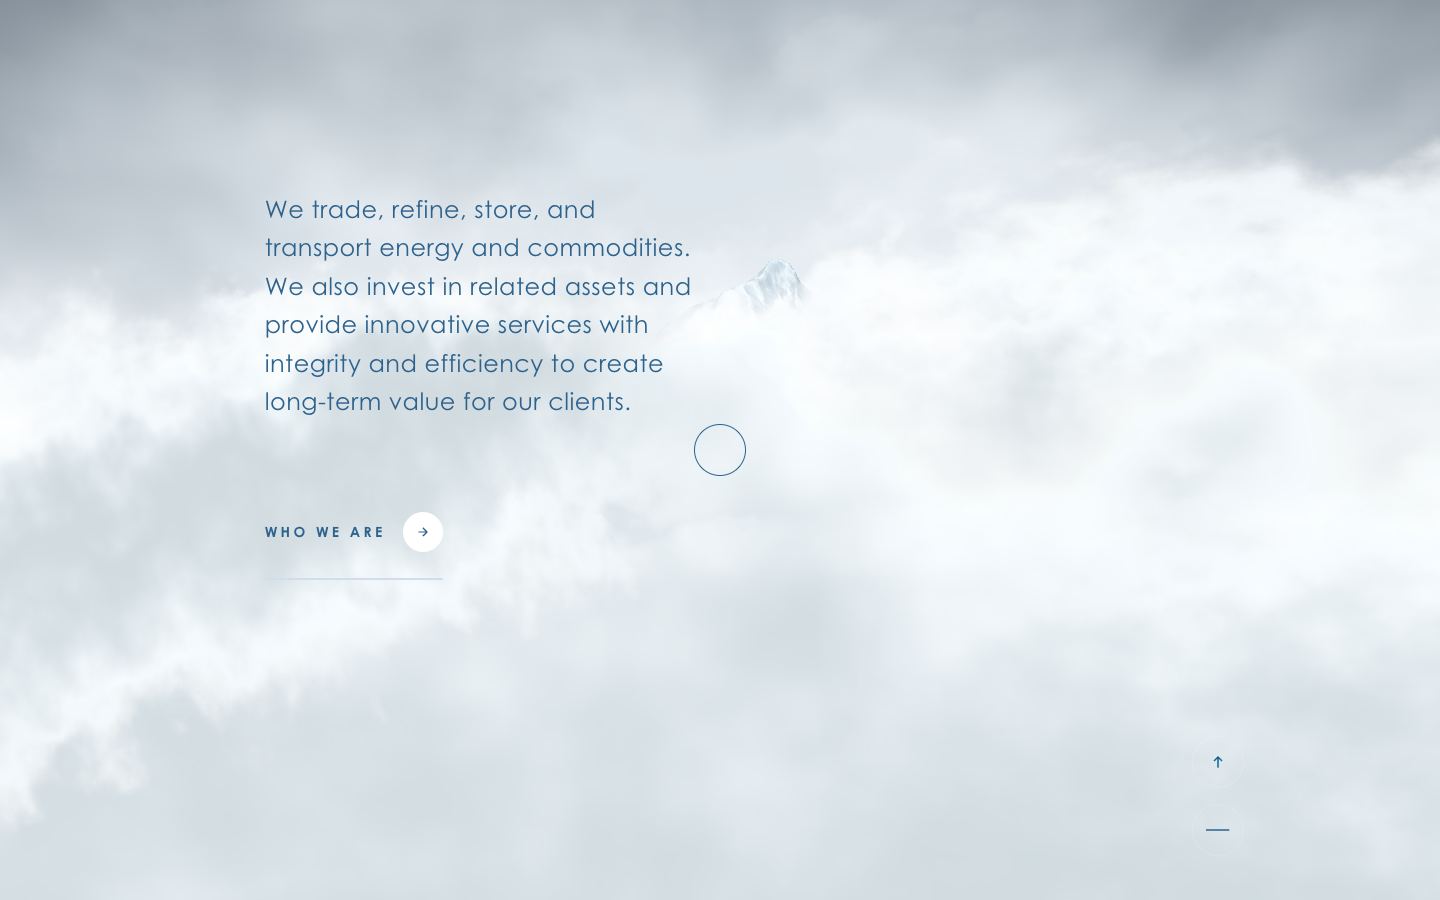 We trade, refine, store, and
transport energy and commodities.
We also invest in related assets and
provide innovative services with
integrity and efficiency to create
long-term value for our clients.
WHO WE ARE